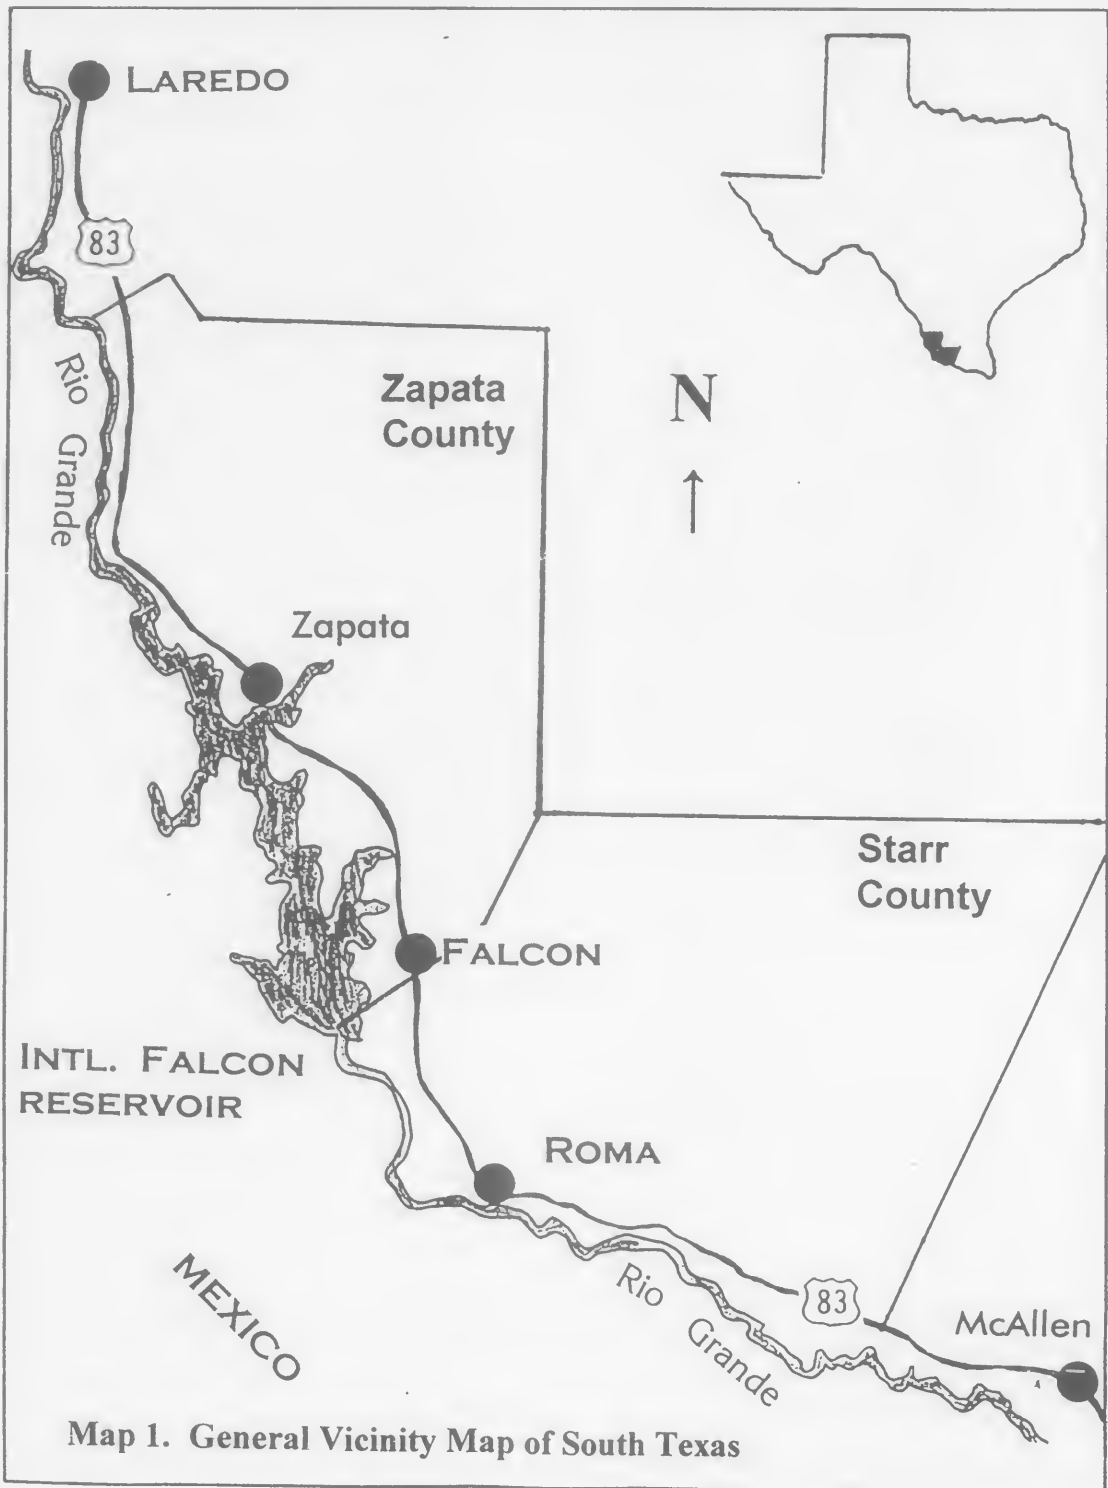 LAREDO
83
Rio Grande
Zapata
County
N
Zapata
Starr
County
FALCON
INTL. FALCON
RESERVOIR
ROMA
MEXICO
Rio Grande
83
McAllen
Map 1. General Vicinity Map of South Texas